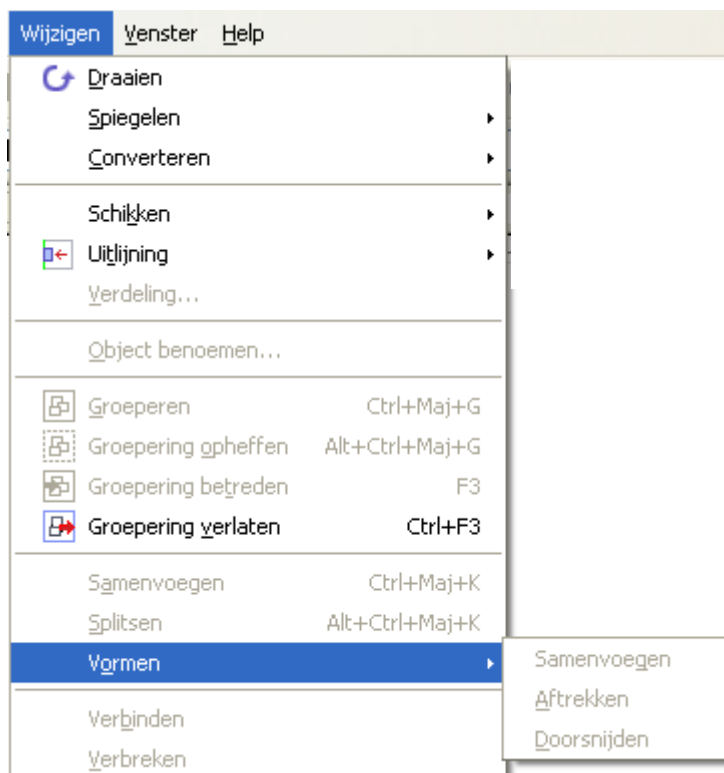 Wijzigen Venster Help
Draaien
Spiegelen
Converteren
Schikken
Uitlijning
Verdeling...
Object benoemen...
Groeperen Ctrl+Maj+G
Groepering opheffen Alt+Ctrl+Maj+G
Groepering betreden F3
Groepering verlaten Ctrl+F3
Samenvoegen Ctrl+Maj+K
Splitsen Alt+Ctrl+Maj+K
Vormen
Samenvoegen
Aftrekken
Doorsnijden
Verbinden
Verbreken